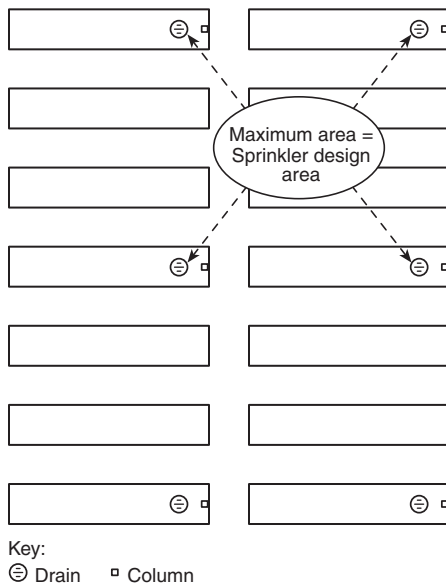 Maximum area =
Sprinkler design
area
Key:
Drain
Column